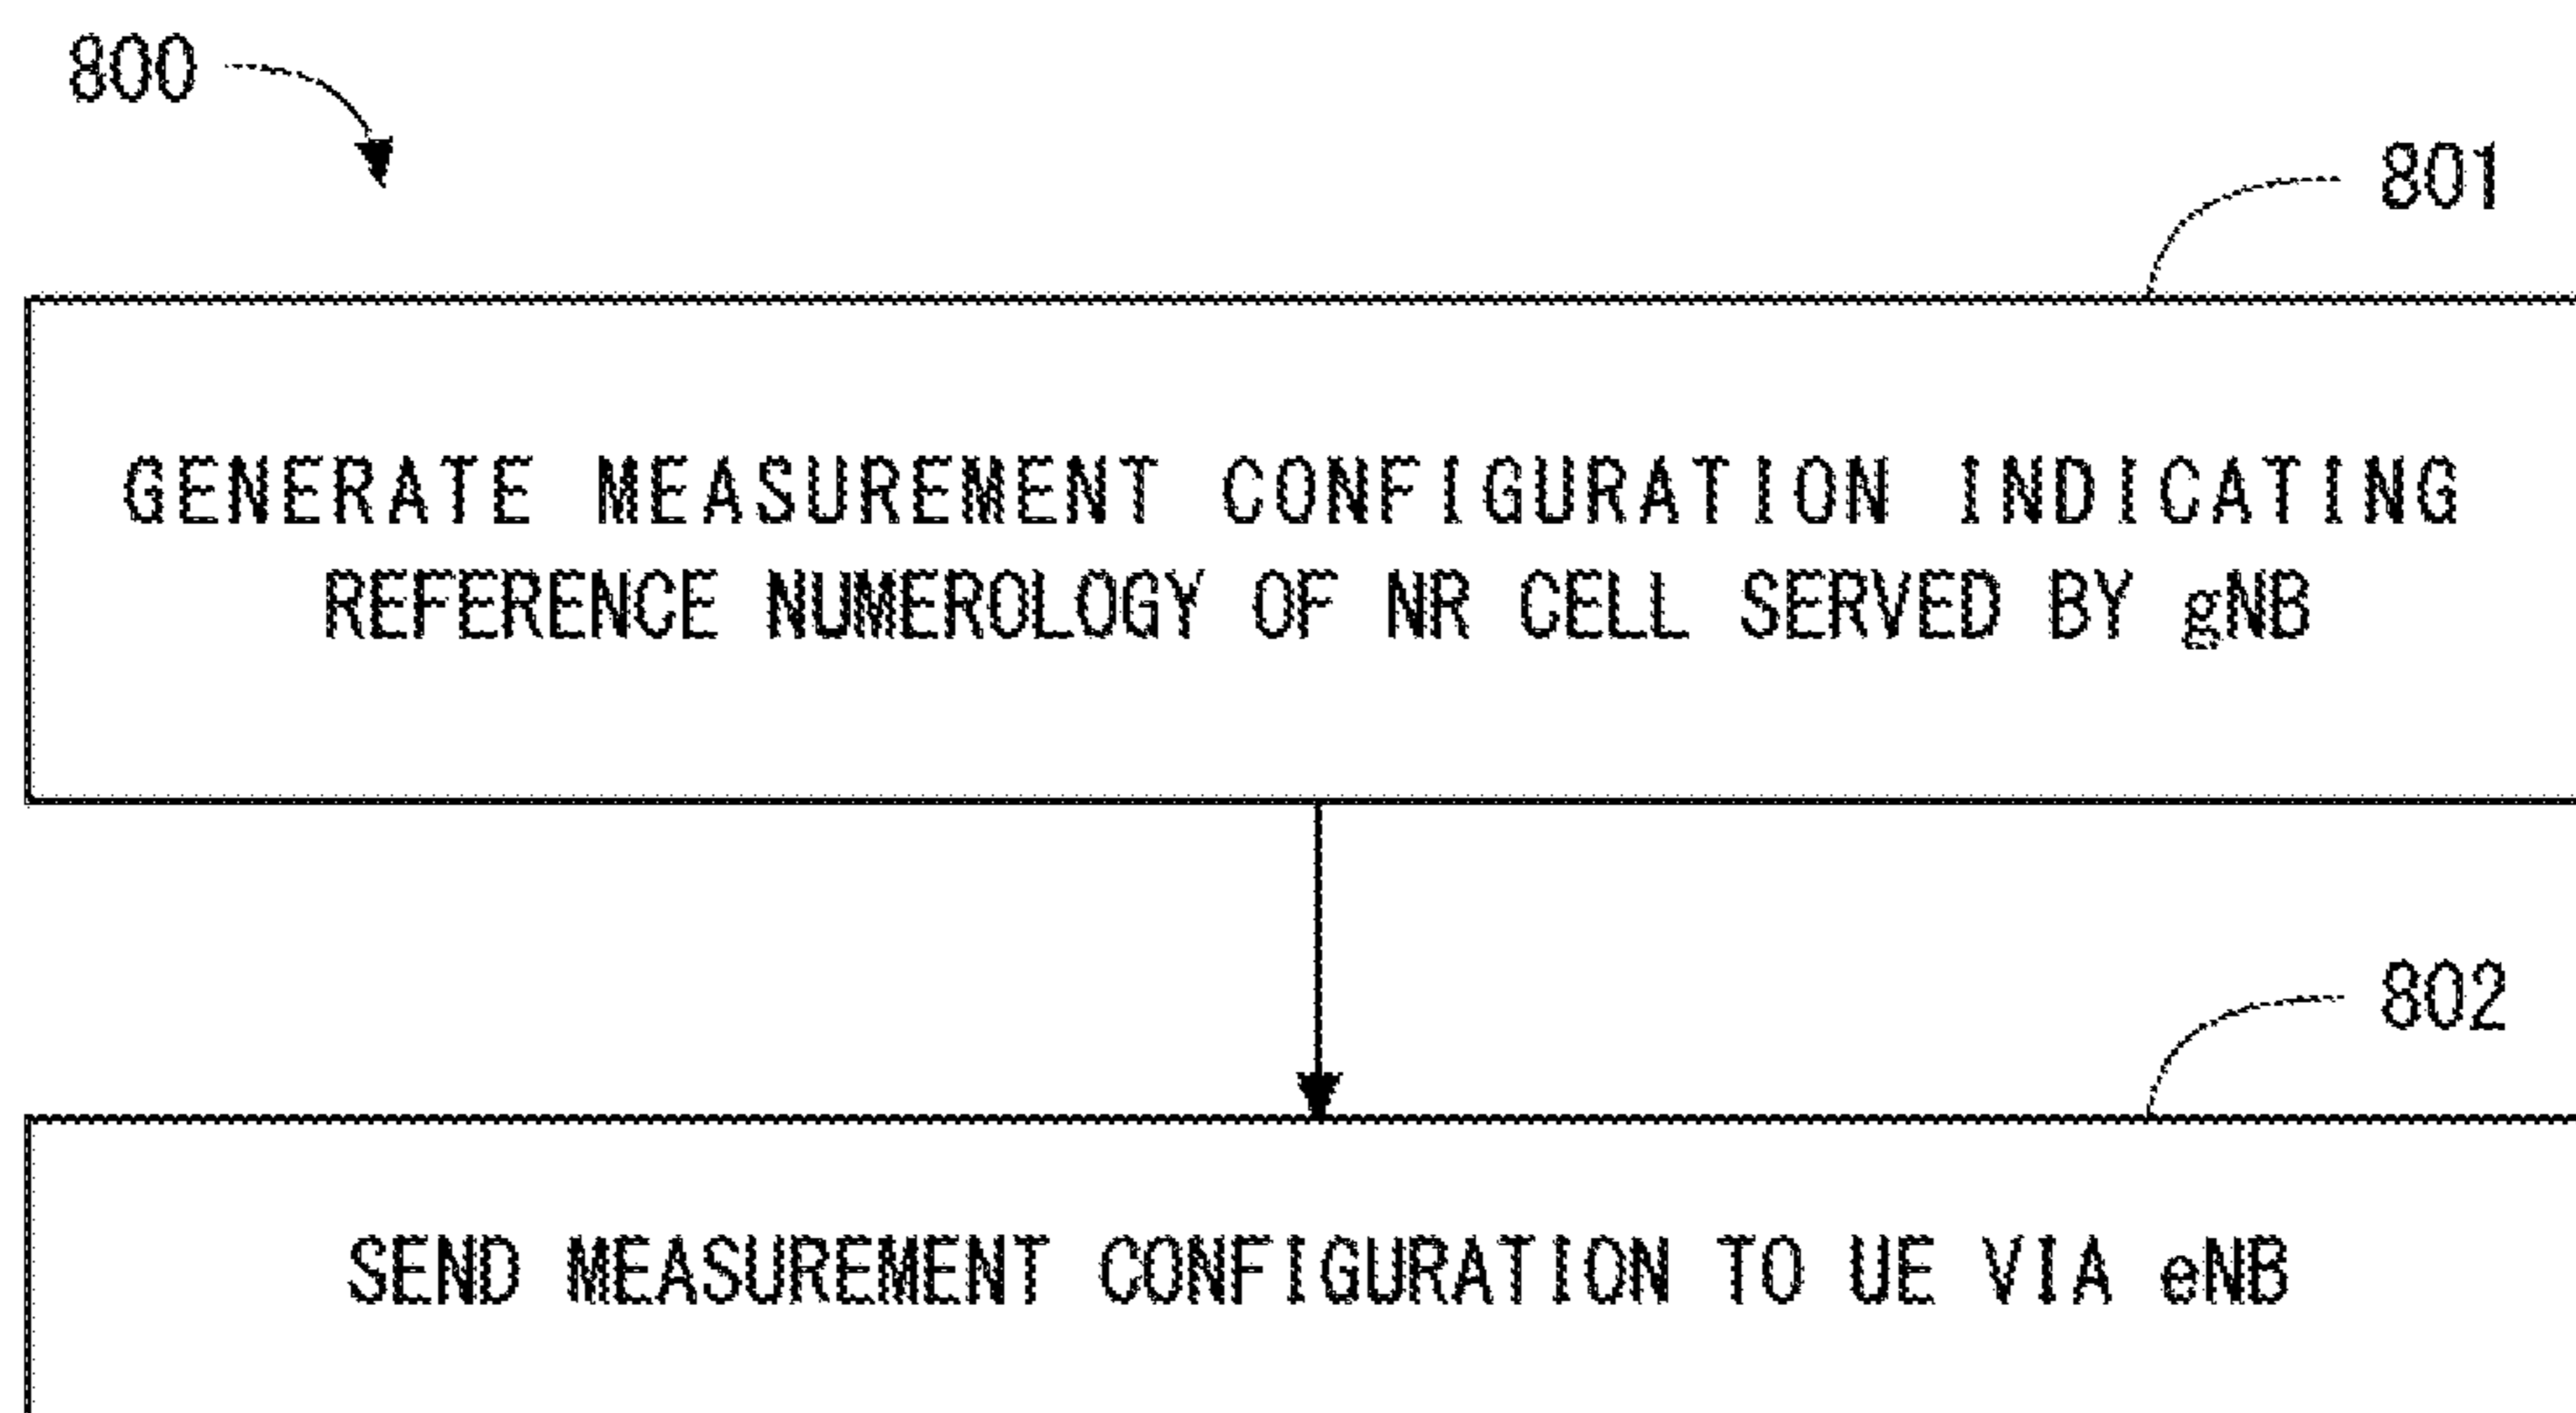 800
801
GENERATE MEASUREMENT CONFIGURATION INDICATING
REFERENCE NUMEROLOGY OF NR CELL SERVED BY gNB
802
SEND MEASUREMENT CONFIGURATION TO UE VIA eNB